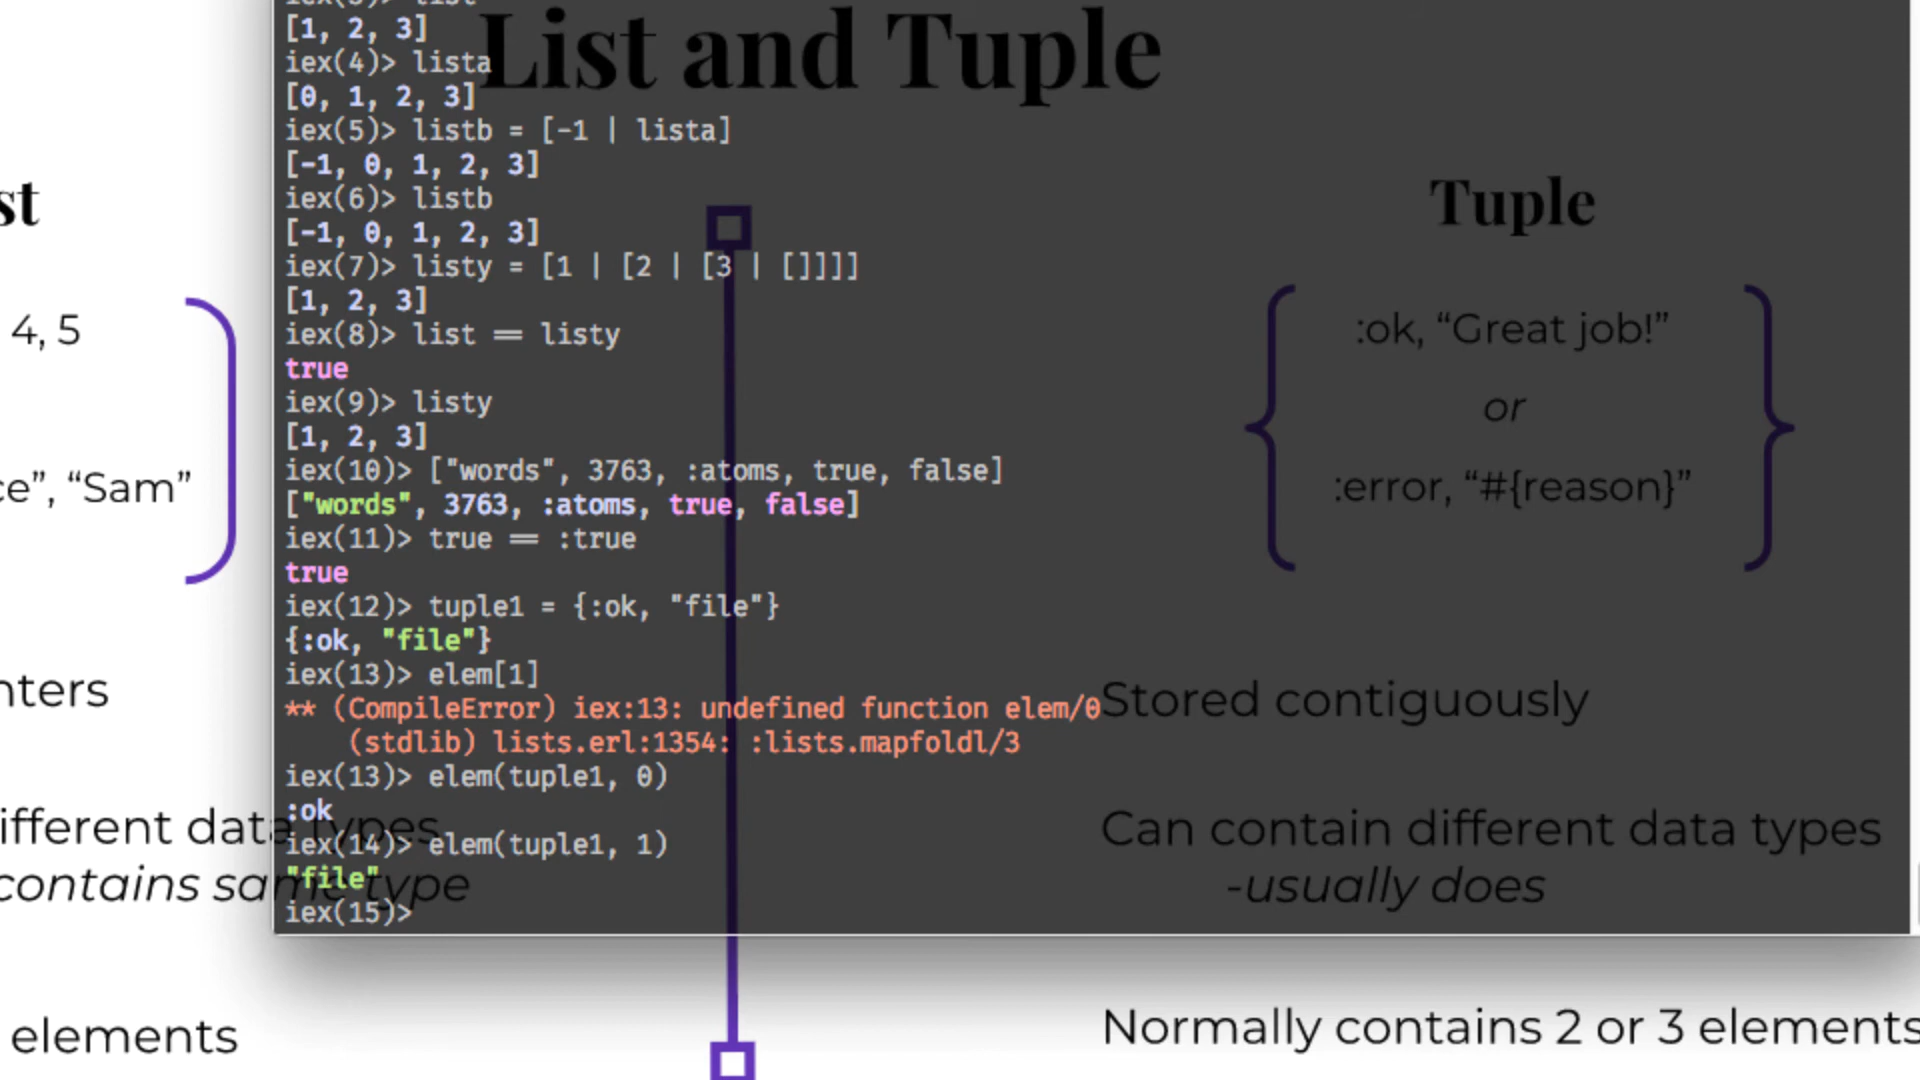 [1, 2, 3]
iex(4)> lista
[0, 1, 2, 3]
iex(5)> listb = [-1 | lista]
[-1, 0, 1, 2, 3]
iex(6)> listb
[-1, 0, 1, 2, 3]
iex(7)> listy = [1 | [2 | [3 | []]]]
[1, 2, 3]
iex(8)> list == listy
true
iex(9)> listy
[1, 2, 3]
iex(10)> ["words", 3763, :atoms, true, false]
["words", 3763, :atoms, true, false]
iex(11)> true == :true
true
iex(12)> tuple1 = {:ok, "file"}
{:ok, "file"}
iex(13)> elem[1]
** (CompileError) iex:13: undefined function elem/0
(stdlib) lists.erl:1354: :lists.mapfoldl/3
iex(13)> elem(tuple1, 0)
:ok
iex(14)> elem(tuple1, 1)
"file"
iex(15)>
List and Tuple
st
4, 5
ce”, “Sam”
nters
ifferent data types
contains same type
elements
Tuple
:ok, “Great job!”
or
:error, “#{reason}”
Stored contiguously
Can contain different data types
-usually does
Normally contains 2 or 3 elements